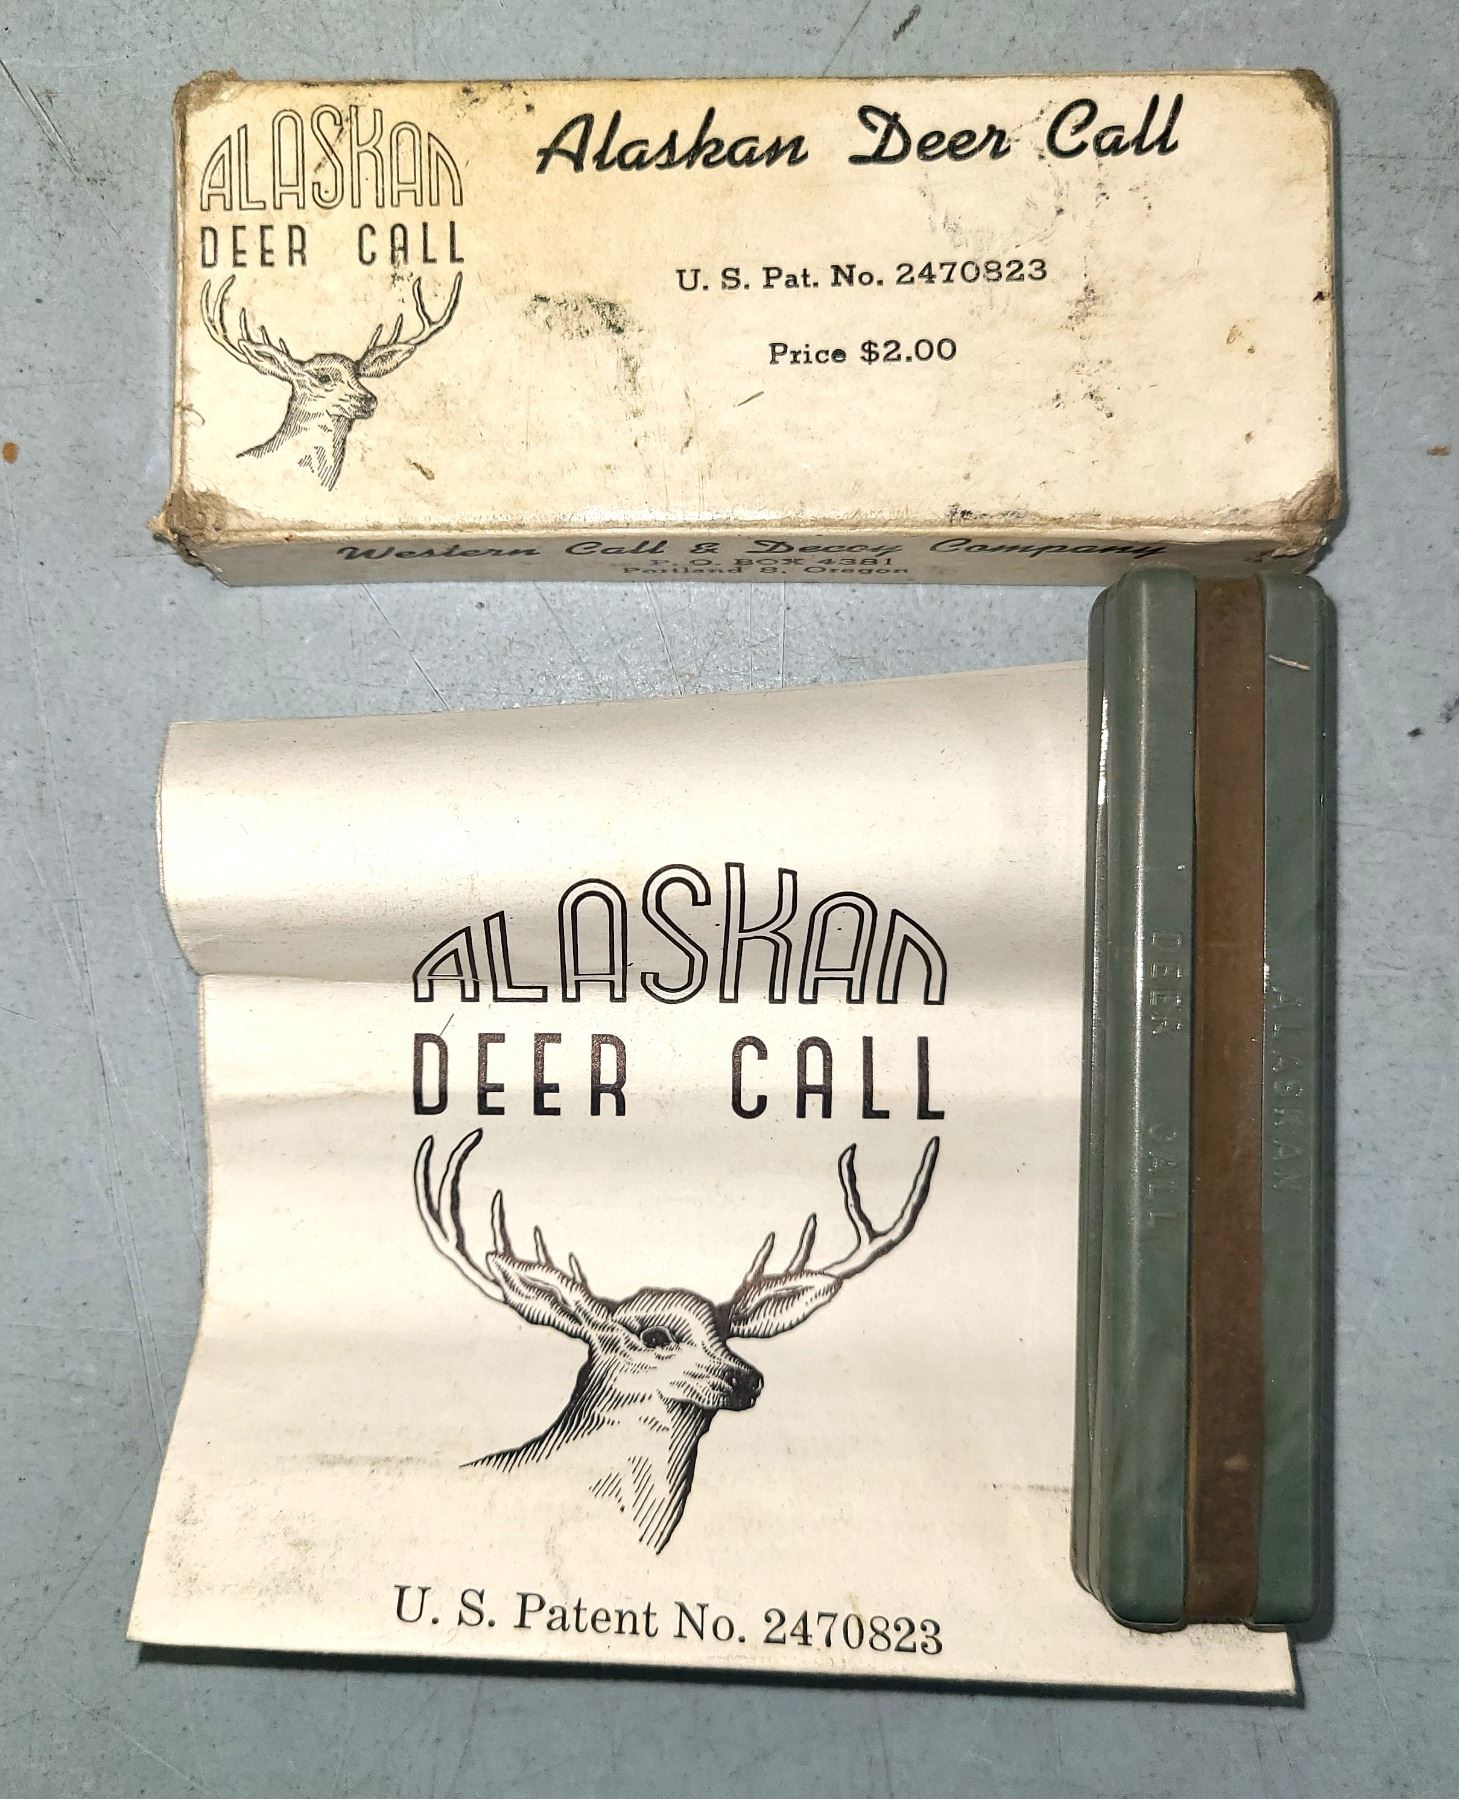 ALASKAN
DEER CALL
Alaskan Deer Call
U. S. Pat. No. 2470823
Price $2.00
Western Call & Decoy Company
P. O. BOX 4381
Portland 8, Oregon
ALASKAN
DEER CALL
U. S. Patent No. 2470823
ALASKAN
DEER CALL